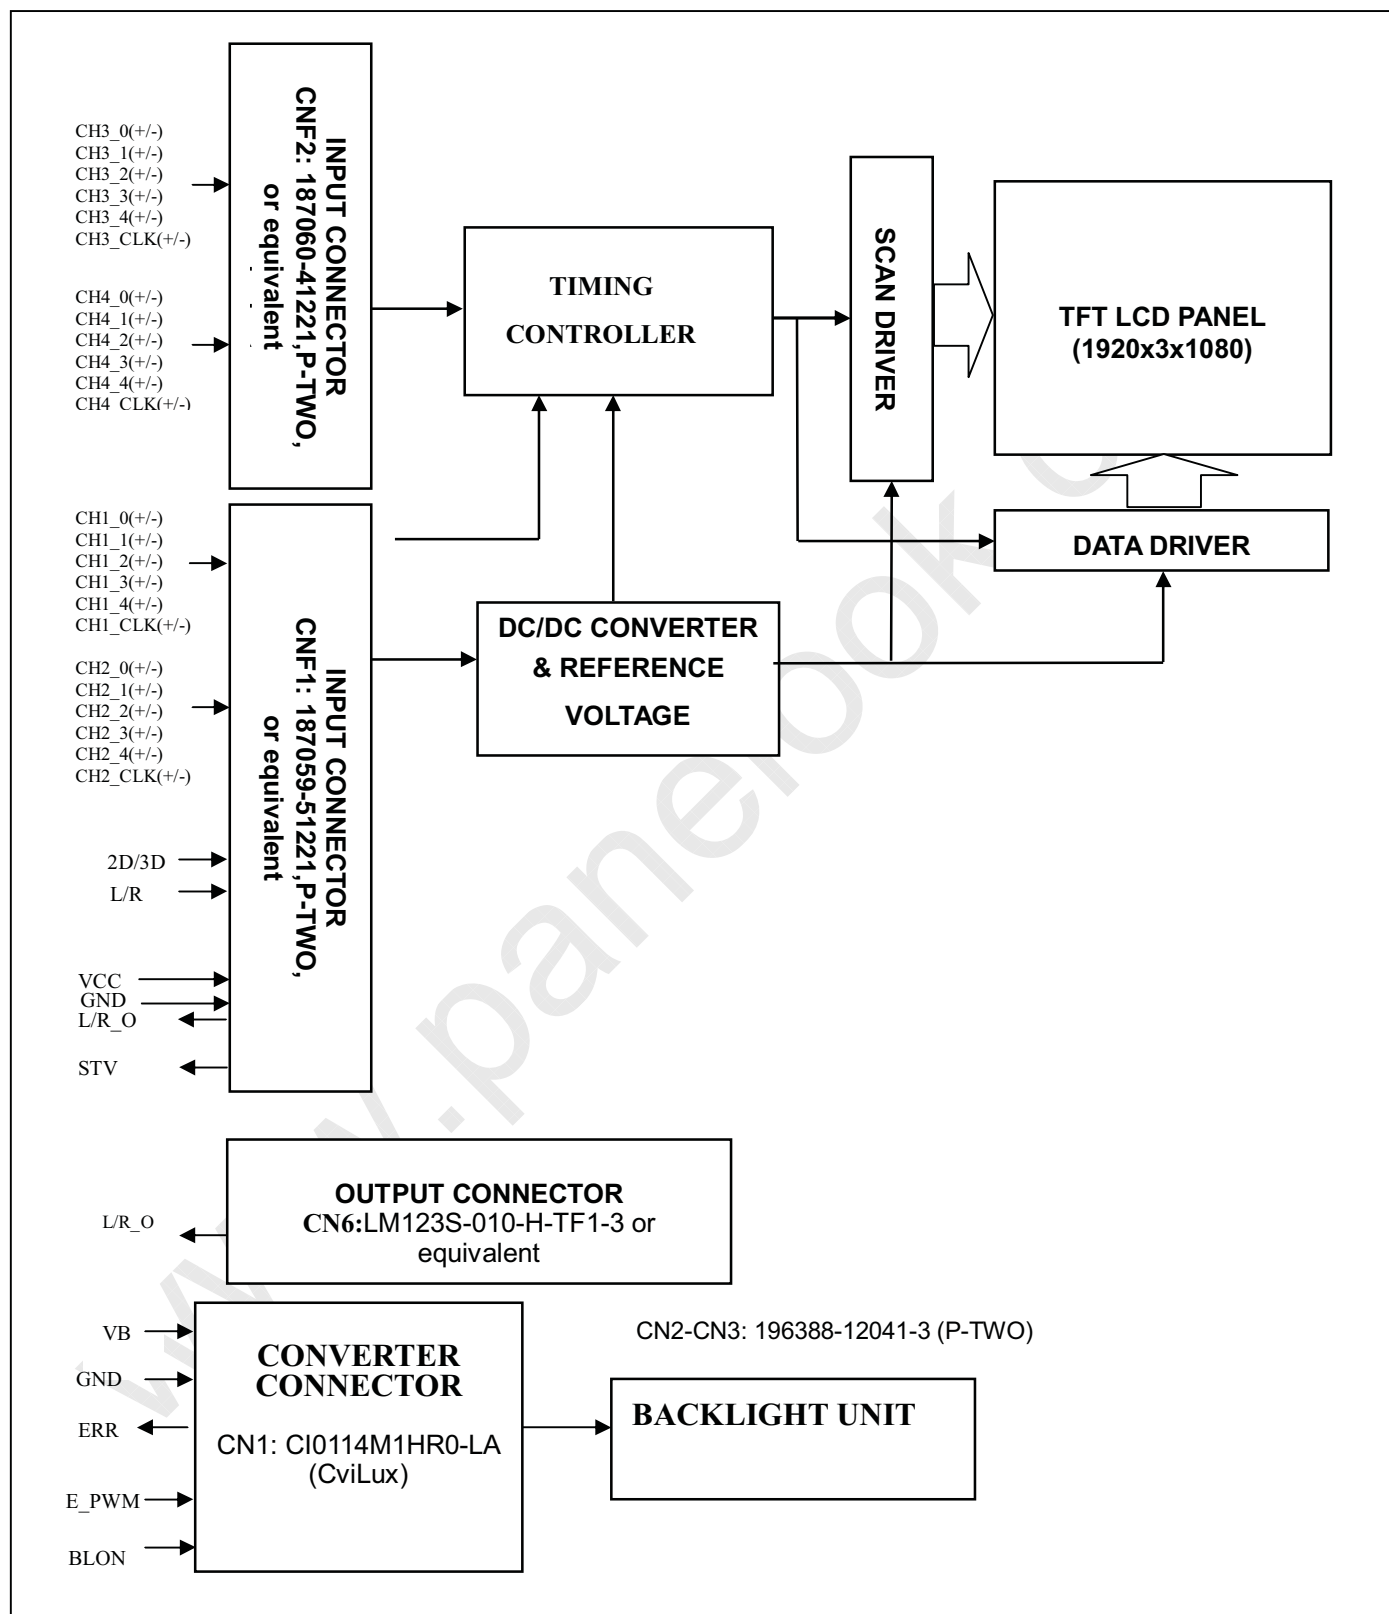 CH3_0(+/-)
CH3_1(+/-)
CH3_2(+/-)
CH3_3(+/-)
CH3_4(+/-)
CH3_CLK(+/-)
CH4_0(+/-)
CH4_1(+/-)
CH4_2(+/-)
CH4_3(+/-)
CH4_4(+/-)
CH4_CLK(+/-)
INPUT CONNECTOR
CNF2: 187060-41221,P-TWO,
or equivalent
TIMING
CONTROLLER
SCAN DRIVER
TFT LCD PANEL
(1920x3x1080)
DATA DRIVER
CH1_0(+/-)
CH1_1(+/-)
CH1_2(+/-)
CH1_3(+/-)
CH1_4(+/-)
CH1_CLK(+/-)
CH2_0(+/-)
CH2_1(+/-)
CH2_2(+/-)
CH2_3(+/-)
CH2_4(+/-)
CH2_CLK(+/-)
2D/3D
L/R
VCC
GND
L/R_O
STV
INPUT CONNECTOR
CNF1: 187059-51221,P-TWO,
or equivalent
DC/DC CONVERTER
& REFERENCE
VOLTAGE
L/R_O
OUTPUT CONNECTOR
CN6:LM123S-010-H-TF1-3 or
equivalent
VB
GND
ERR
E_PWM
BLON
CONVERTER
CONNECTOR
CN1: CI0114M1HR0-LA
(CviLux)
CN2-CN3: 196388-12041-3 (P-TWO)
BACKLIGHT UNIT